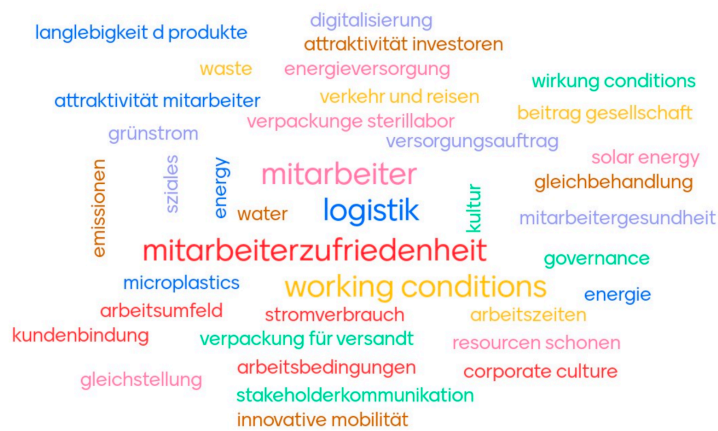 digitalisierung
langlebigkeit d produkte
attraktivität investoren
waste
energieversorgung
wirkung conditions
attraktivität mitarbeiter
verkehr und reisen
beitrag gesellschaft
grünstrom
verpackunge sterillabor
versorgungsauftrag
solar energy
emissionen
sziales
energy
mitarbeiter
gleichbehandlung
water
logistik
kultur
mitarbeitergesundheit
mitarbeiterzufriedenheit
governance
microplastics
working conditions
energie
arbeitsumfeld
stromverbrauch
arbeitszeiten
kundenbindung
verpackung für versandt
resourcen schonen
gleichstellung
arbeitsbedingungen
corporate culture
stakeholderkommunikation
innovative mobilität